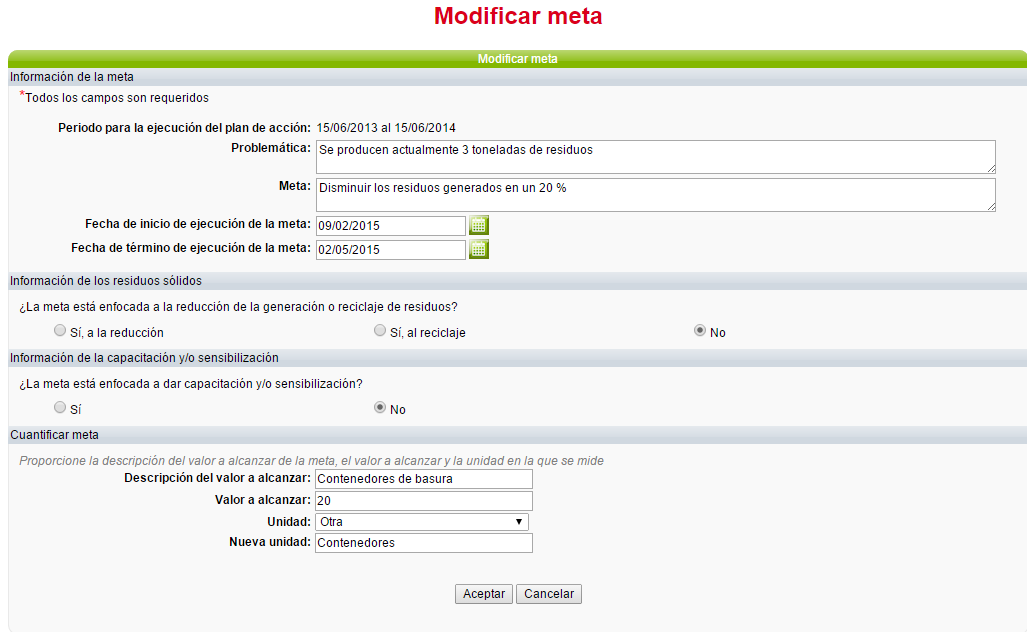 Modificar meta
Modificar meta
Información de la meta
*Todos los campos son requeridos
Periodo para la ejecución del plan de acción: 15/06/2013 al 15/06/2014
Problemática: Se producen actualmente 3 toneladas de residuos
Meta: Disminuir los residuos generados en un 20 %
Fecha de inicio de ejecución de la meta: 09/02/2015
Fecha de término de ejecución de la meta: 02/05/2015
Información de los residuos sólidos
¿La meta está enfocada a la reducción de la generación o reciclaje de residuos?
Sí, a la reducción Sí, al reciclaje No
Información de la capacitación y/o sensibilización
¿La meta está enfocada a dar capacitación y/o sensibilización?
Sí No
Cuantificar meta
Proporcione la descripción del valor a alcanzar de la meta, el valor a alcanzar y la unidad en la que se mide
Descripción del valor a alcanzar: Contenedores de basura
Valor a alcanzar: 20
Unidad: Otra
Nueva unidad: Contenedores
Aceptar Cancelar